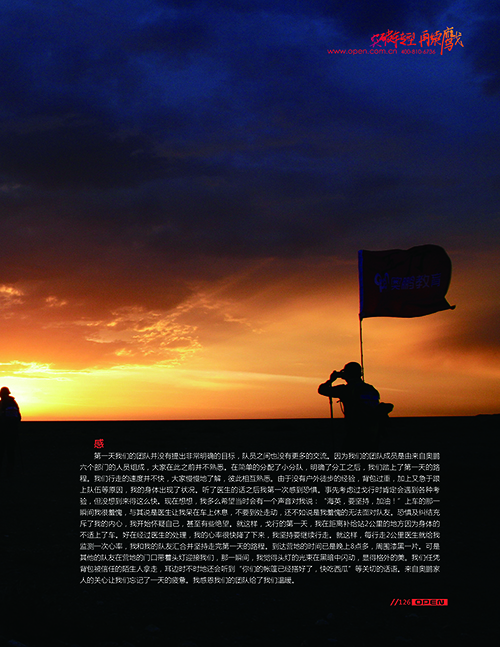 www.open.com.cn 400-810-6736
感
第一天我们的团队并没有提出非常明确的目标，队员之间也没有更多的交流。因为我们的团队成员是由来自奥鹏
六个部门的人员组成，大家在此之前并不熟悉。在简单的分配了小分队，明确了分工之后，我们踏上了第一天的路
程。我们行走的速度并不快，大家慢慢地了解，彼此相互熟悉。由于没有户外徒步的经验，背包过重，加上又急于跟
上队伍等原因，我的身体出现了状况。听了医生的话之后我第一次感到恐惧。事先考虑过戈行时肯定会遇到各种考
验，但没想到来得这么快。现在想想，我多么希望当时会有一个声音对我说：“海英，要坚持，加油！”上车的那一
瞬间我很羞愧，与其说是医生让我呆在车上休息，不要到处走动，还不如说是我羞愧的无法面对队友。恐惧及纠结充
斥了我的内心，我开始怀疑自己，甚至有些绝望。就这样，戈行的第一天，我在距离补给站2公里的地方因为身体的
不适上了车。好在经过医生的处理，我的心率很快降了下来，我坚持要继续行走。就这样，每行走2公里医生就给我
监测一次心率，我和我的队友汇合并坚持走完第一天的路程。到达营地的时间已是晚上8点多，周围漆黑一片。可是
其他的队友在营地的门口带着头灯迎接我们，那一瞬间，我觉得头灯的光束在黑暗中闪动，显得格外的美。我们任凭
背包被信任的陌生人拿走，耳边时不时地还会听到“你们的帐篷已经搭好了，快吃西瓜”等关切的话语。来自奥鹏家
人的关心让我们忘记了一天的疲惫。我感恩我们的团队给了我们温暖。
//126 OPEN